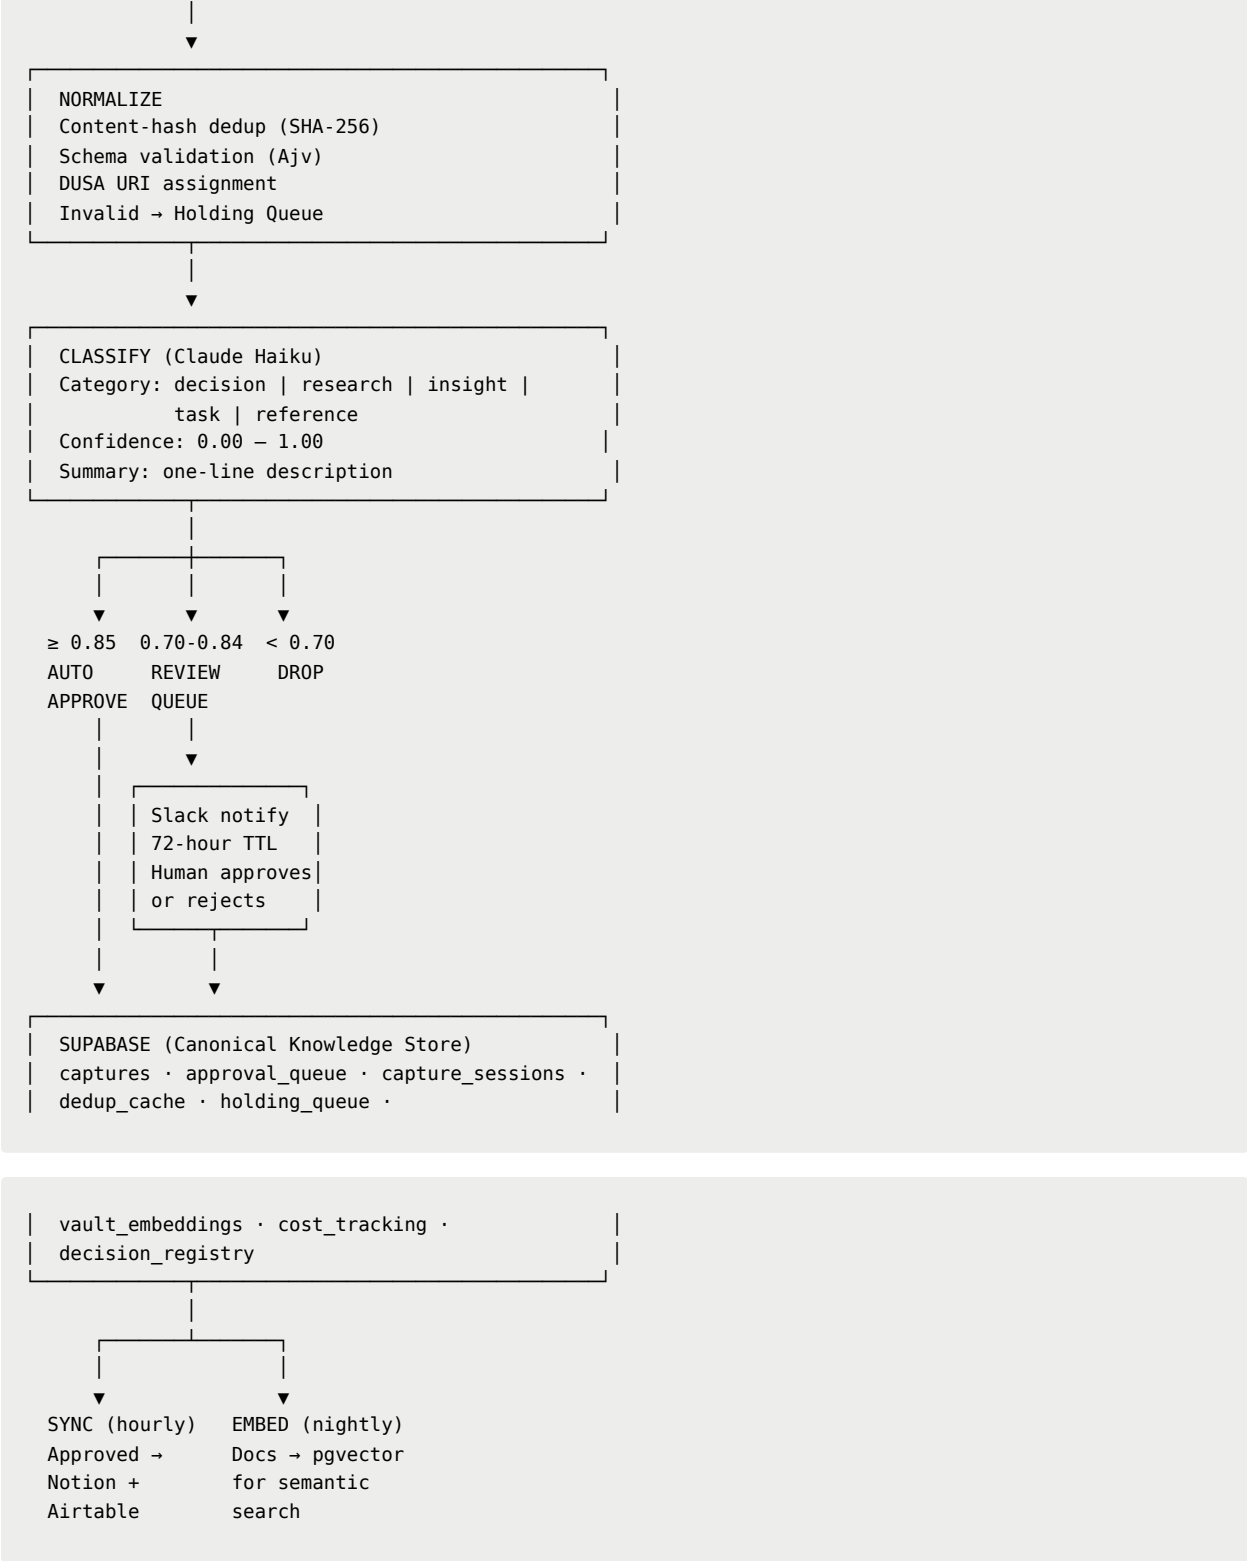 NORMALIZE
Content-hash dedup (SHA-256)
Schema validation (Ajv)
DUSA URI assignment
Invalid → Holding Queue
CLASSIFY (Claude Haiku)
Category: decision | research | insight |
task | reference
Confidence: 0.00 – 1.00
Summary: one-line description
≥ 0.85 0.70-0.84 < 0.70
AUTO REVIEW DROP
APPROVE QUEUE
Slack notify
72-hour TTL
Human approves
or rejects
SUPABASE (Canonical Knowledge Store)
captures · approval_queue · capture_sessions ·
dedup_cache · holding_queue ·
vault_embeddings · cost_tracking ·
decision_registry
SYNC (hourly) EMBED (nightly)
Approved → Docs → pgvector
Notion + for semantic
Airtable search